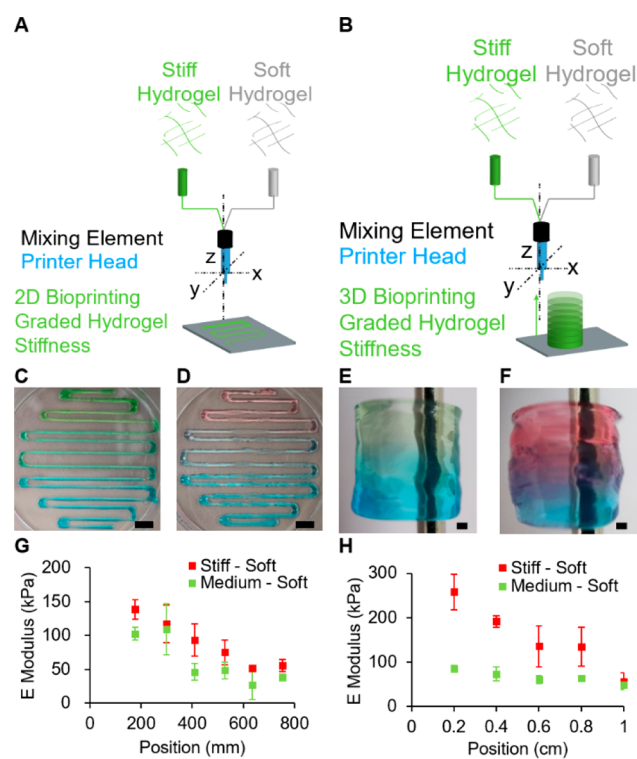 A
B
Stiff Soft
Hydrogel Hydrogel
Stiff Soft
Hydrogel Hydrogel
Mixing Element
Printer Head
z
x
y
2D Bioprinting
Graded Hydrogel
Stiffness
Mixing Element
Printer Head
z
x
y
3D Bioprinting
Graded Hydrogel
Stiffness
C
D
E
F
G
Stiff - Soft
Medium - Soft
E Modulus (kPa)
200
150
100
50
0
0 200 400 600 800
Position (mm)
H
Stiff - Soft
Medium - Soft
E Modulus (kPa)
300
200
100
0
0 0.2 0.4 0.6 0.8 1
Position (cm)